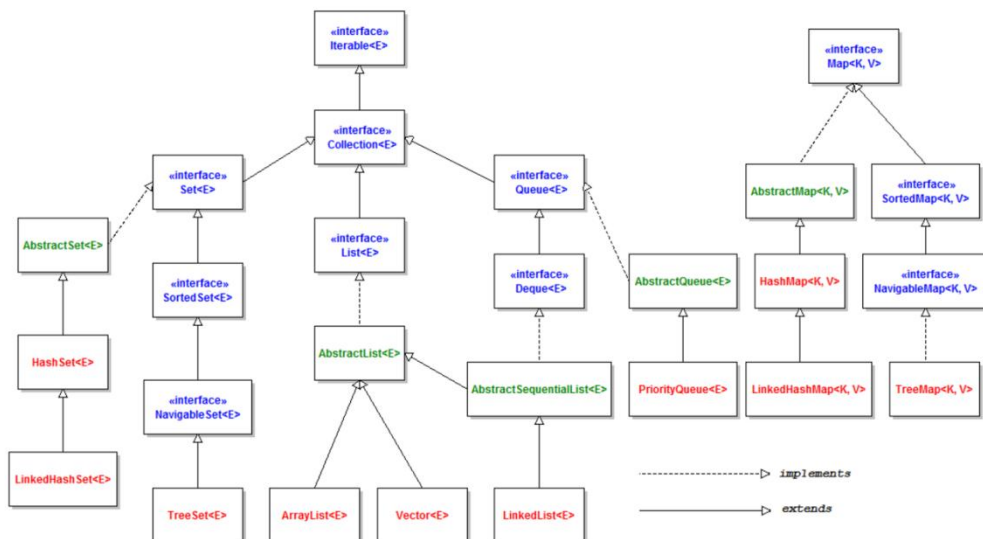 «interface»
Iterable<E>
«interface»
Map<K, V>
«interface»
Collection<E>
«interface»
Set<E>
«interface»
Queue<E>
AbstractMap<K, V>
«interface»
SortedMap<K, V>
AbstractSet<E>
«interface»
List<E>
«interface»
SortedSet<E>
«interface»
Deque<E>
AbstractQueue<E>
HashMap<K, V>
«interface»
NavigableMap<K, V>
HashSet<E>
AbstractList<E>
«interface»
NavigableSet<E>
AbstractSequentialList<E>
PriorityQueue<E>
LinkedHashMap<K, V>
TreeMap<K, V>
LinkedHashSet<E>
implements
TreeSet<E>
ArrayList<E>
Vector<E>
LinkedList<E>
extends